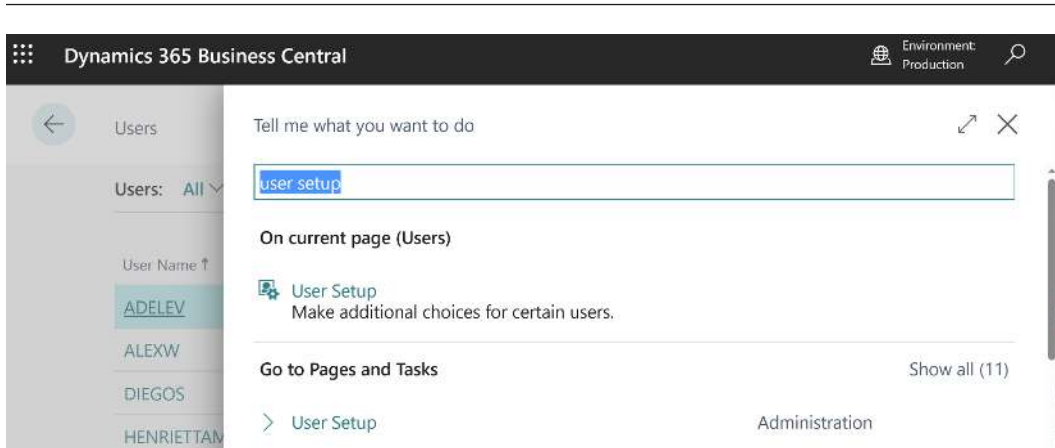 Dynamics 365 Business Central
Environment:
Production
Users
Tell me what you want to do
Users: All
user setup
On current page (Users)
User Name ↑
User Setup
Make additional choices for certain users.
ADELEV
ALEXW
Go to Pages and Tasks
Show all (11)
DIEGOS
User Setup
Administration
HENRIETTAM